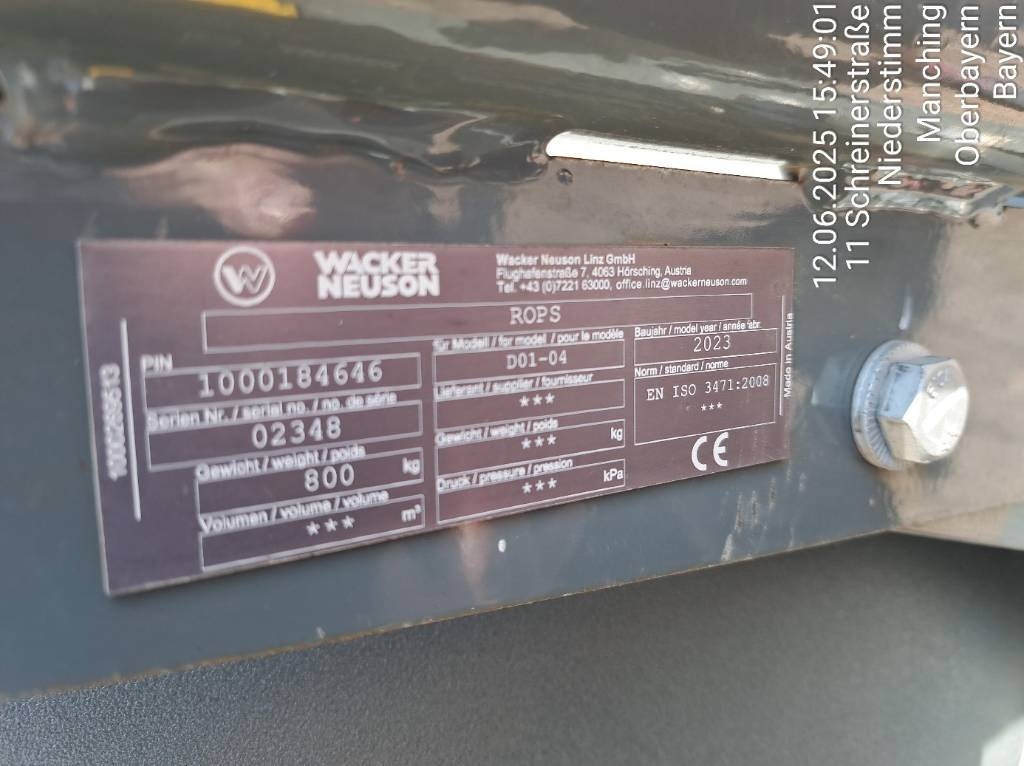 WACKER
NEUSON
Wacker Neuson Linz GmbH
Flughafenstraße 7, 4063 Hörsching, Austria
Tel. +43 (0)7221 63000, office.linz@wackerneuson.com
ROPS
PIN
1000184646
Serien Nr. / serial no. / no. de série
02348
Gewicht / weight / poids
800 kg
Volumen / volume / volume
*** m³
für Modell / for model / pour le modèle
D01-04
Lieferant / supplier / fournisseur
***
Gewicht / weight / poids
*** kg
Druck / pressure / pression
*** kPa
Baujahr / model year / année fabr.
2023
Norm / standard / norme
EN ISO 3471:2008
***
CE
Made in Austria
1000269513
12.06.2025 15:49:01
11 Schreinerstraße
Niederstimm
Manching
Oberbayern
Bayern